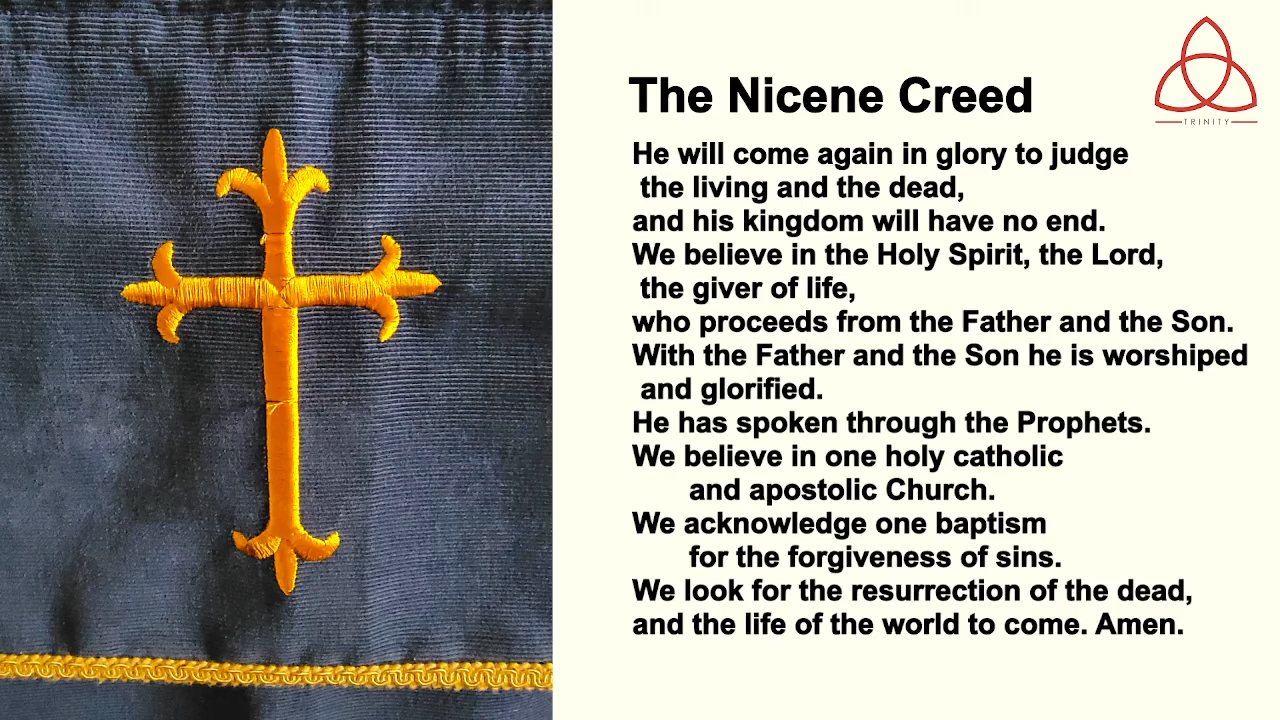 The Nicene Creed
TRINITY
He will come again in glory to judge
the living and the dead,
and his kingdom will have no end.
We believe in the Holy Spirit, the Lord,
the giver of life,
who proceeds from the Father and the Son.
With the Father and the Son he is worshiped
and glorified.
He has spoken through the Prophets.
We believe in one holy catholic
and apostolic Church.
We acknowledge one baptism
for the forgiveness of sins.
We look for the resurrection of the dead,
and the life of the world to come. Amen.